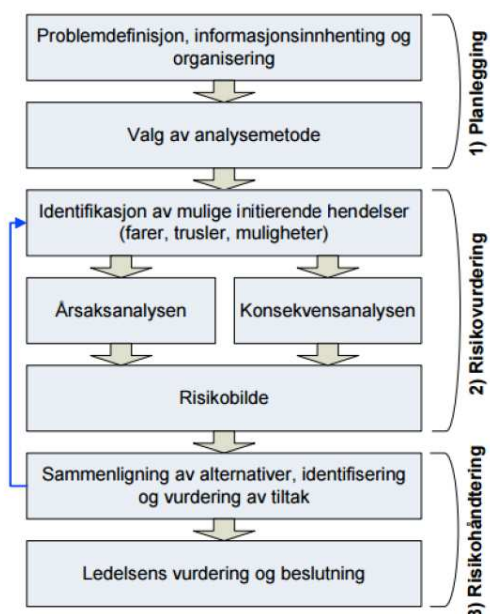 Problemdefinisjon, informasjonsinnhenting og
organisering
Valg av analysemetode
1) Planlegging
Identifikasjon av mulige initierende hendelser
(farer, trusler, muligheter)
Årsaksanalysen
Konsekvensanalysen
Risikobilde
2) Risikovurdering
Sammenligning av alternativer, identifisering
og vurdering av tiltak
Ledelsens vurdering og beslutning
3) Risikohåndtering